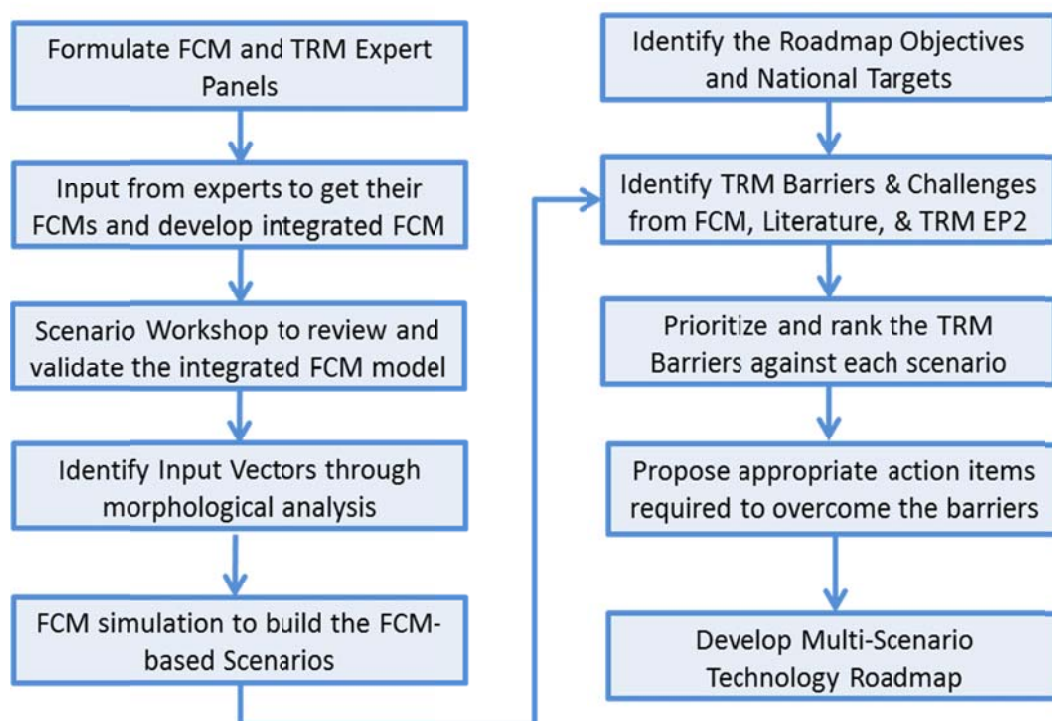 Formulate FCM and TRM Expert
Panels
Input from experts to get their
FCMs and develop integrated FCM
Scenario Workshop to review and
validate the integrated FCM model
Identify Input Vectors through
morphological analysis
FCM simulation to build the FCM-
based Scenarios
Identify the Roadmap Objectives
and National Targets
Identify TRM Barriers & Challenges
from FCM, Literature, & TRM EP2
Prioritize and rank the TRM
Barriers against each scenario
Propose appropriate action items
required to overcome the barriers
Develop Multi-Scenario
Technology Roadmap